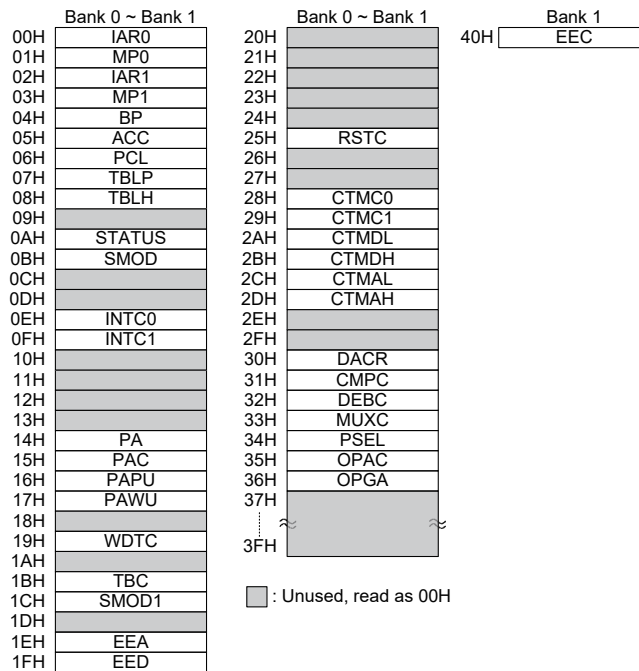 Bank 0 ~ Bank 1
00H IAR0
01H MP0
02H IAR1
03H MP1
04H BP
05H ACC
06H PCL
07H TBLP
08H TBLH
09H
0AH STATUS
0BH SMOD
0CH
0DH
0EH INTC0
0FH INTC1
10H
11H
12H
13H
14H PA
15H PAC
16H PAPU
17H PAWU
18H
19H WDTC
1AH
1BH TBC
1CH SMOD1
1DH
1EH EEA
1FH EED
Bank 0 ~ Bank 1
20H
21H
22H
23H
24H
25H RSTC
26H
27H
28H CTMC0
29H CTMC1
2AH CTMDL
2BH CTMDH
2CH CTMAL
2DH CTMAH
2EH
2FH
30H DACR
31H CMPC
32H DEBC
33H MUXC
34H PSEL
35H OPAC
36H OPGA
37H
3FH
: Unused, read as 00H
Bank 1
40H EEC